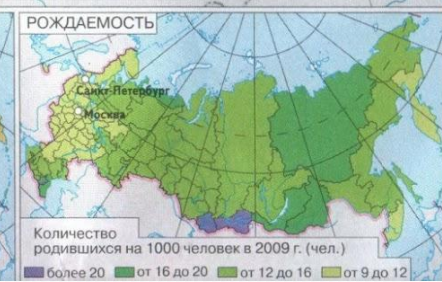 РОЖДАЕМОСТЬ
Санкт-Петербург
Москва
Количество
родившихся на 1000 человек в 2009 г. (чел.)
более 20 от 16 до 20 от 12 до 16 от 9 до 12